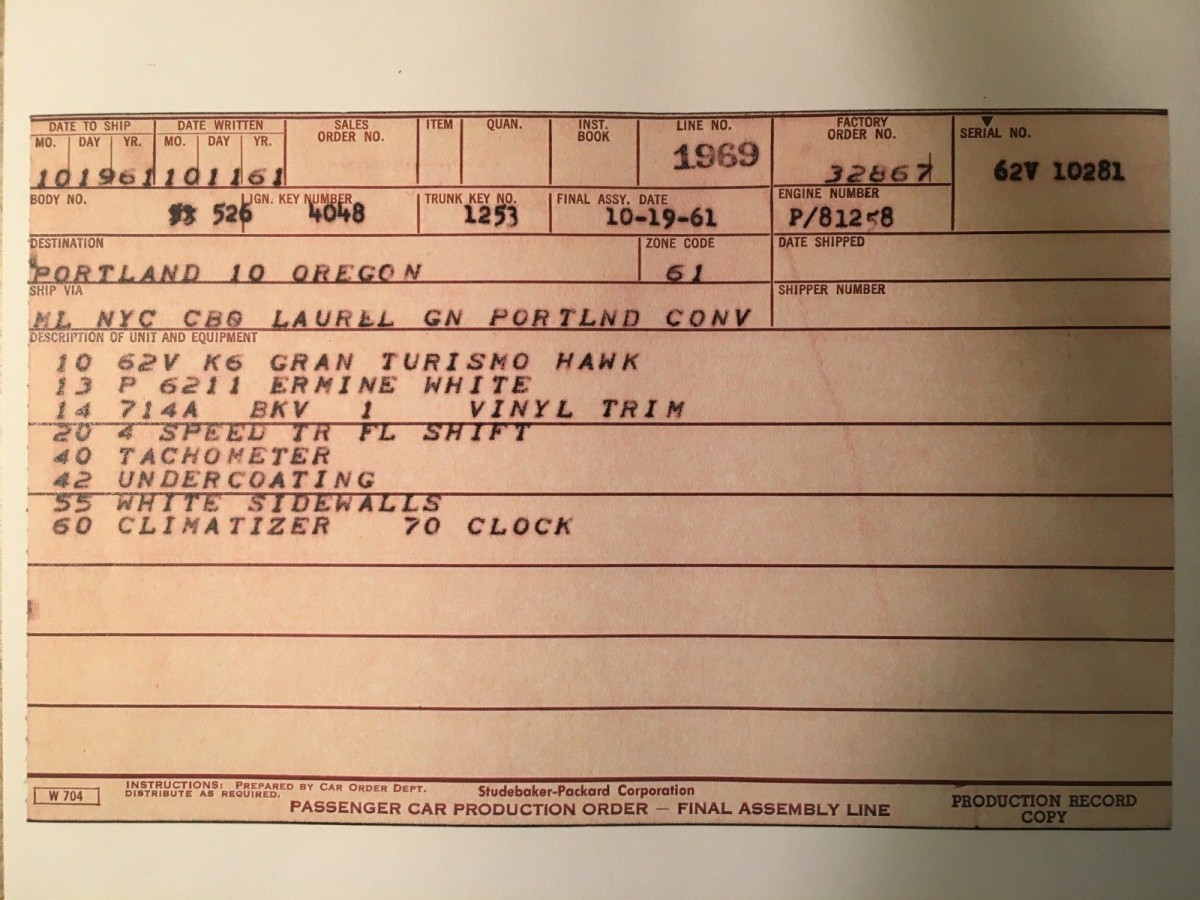 DATE TO SHIP DATE WRITTEN SALES ORDER NO. ITEM QUAN. INST. BOOK LINE NO. FACTORY ORDER NO. SERIAL NO.
MO. DAY YR. MO. DAY YR.
101961 101161 1969 32867 62V 10281
BODY NO. IGN. KEY NUMBER TRUNK KEY NO. FINAL ASSY. DATE ENGINE NUMBER
526 4048 1253 10-19-61 P/81258
DESTINATION ZONE CODE DATE SHIPPED
PORTLAND 10 OREGON 61
SHIP VIA SHIPPER NUMBER
ML NYC CBQ LAUREL GN PORTLND CONV
DESCRIPTION OF UNIT AND EQUIPMENT
10 62V K6 GRAN TURISMO HAWK
13 P 6211 ERMINE WHITE
14 714A BKV 1 VINYL TRIM
20 4 SPEED TR FL SHIFT
40 TACHOMETER
42 UNDERCOATING
55 WHITE SIDEWALLS
60 CLIMATIZER 70 CLOCK
W 704
INSTRUCTIONS: PREPARED BY CAR ORDER DEPT.
DISTRIBUTE AS REQUIRED.
Studebaker-Packard Corporation
PASSENGER CAR PRODUCTION ORDER — FINAL ASSEMBLY LINE
PRODUCTION RECORD
COPY